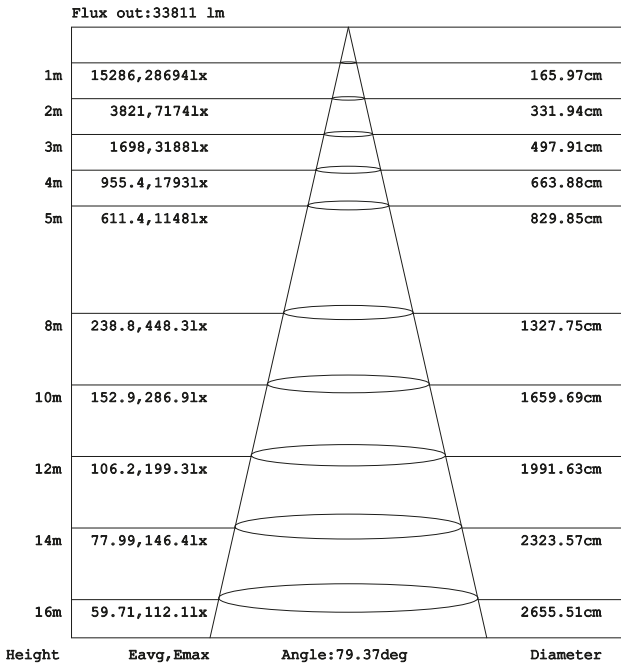 Flux out:33811 lm
1m 15286,28694lx 165.97cm
2m 3821,7174lx 331.94cm
3m 1698,3188lx 497.91cm
4m 955.4,1793lx 663.88cm
5m 611.4,1148lx 829.85cm
8m 238.8,448.3lx 1327.75cm
10m 152.9,286.9lx 1659.69cm
12m 106.2,199.3lx 1991.63cm
14m 77.99,146.4lx 2323.57cm
16m 59.71,112.1lx 2655.51cm
Height Eavg,Emax Angle:79.37deg Diameter